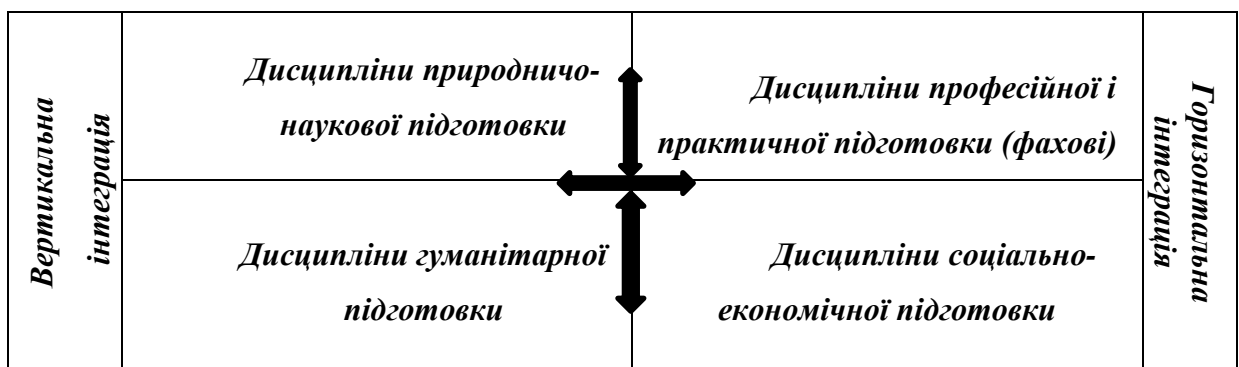 Вертикальна
інтеграція
Дисципліни природничо-
наукової підготовки
Дисципліни професійної і
практичної підготовки (фахові)
Дисципліни гуманітарної
підготовки
Дисципліни соціально-
економічної підготовки
Горизонтальна
інтеграція